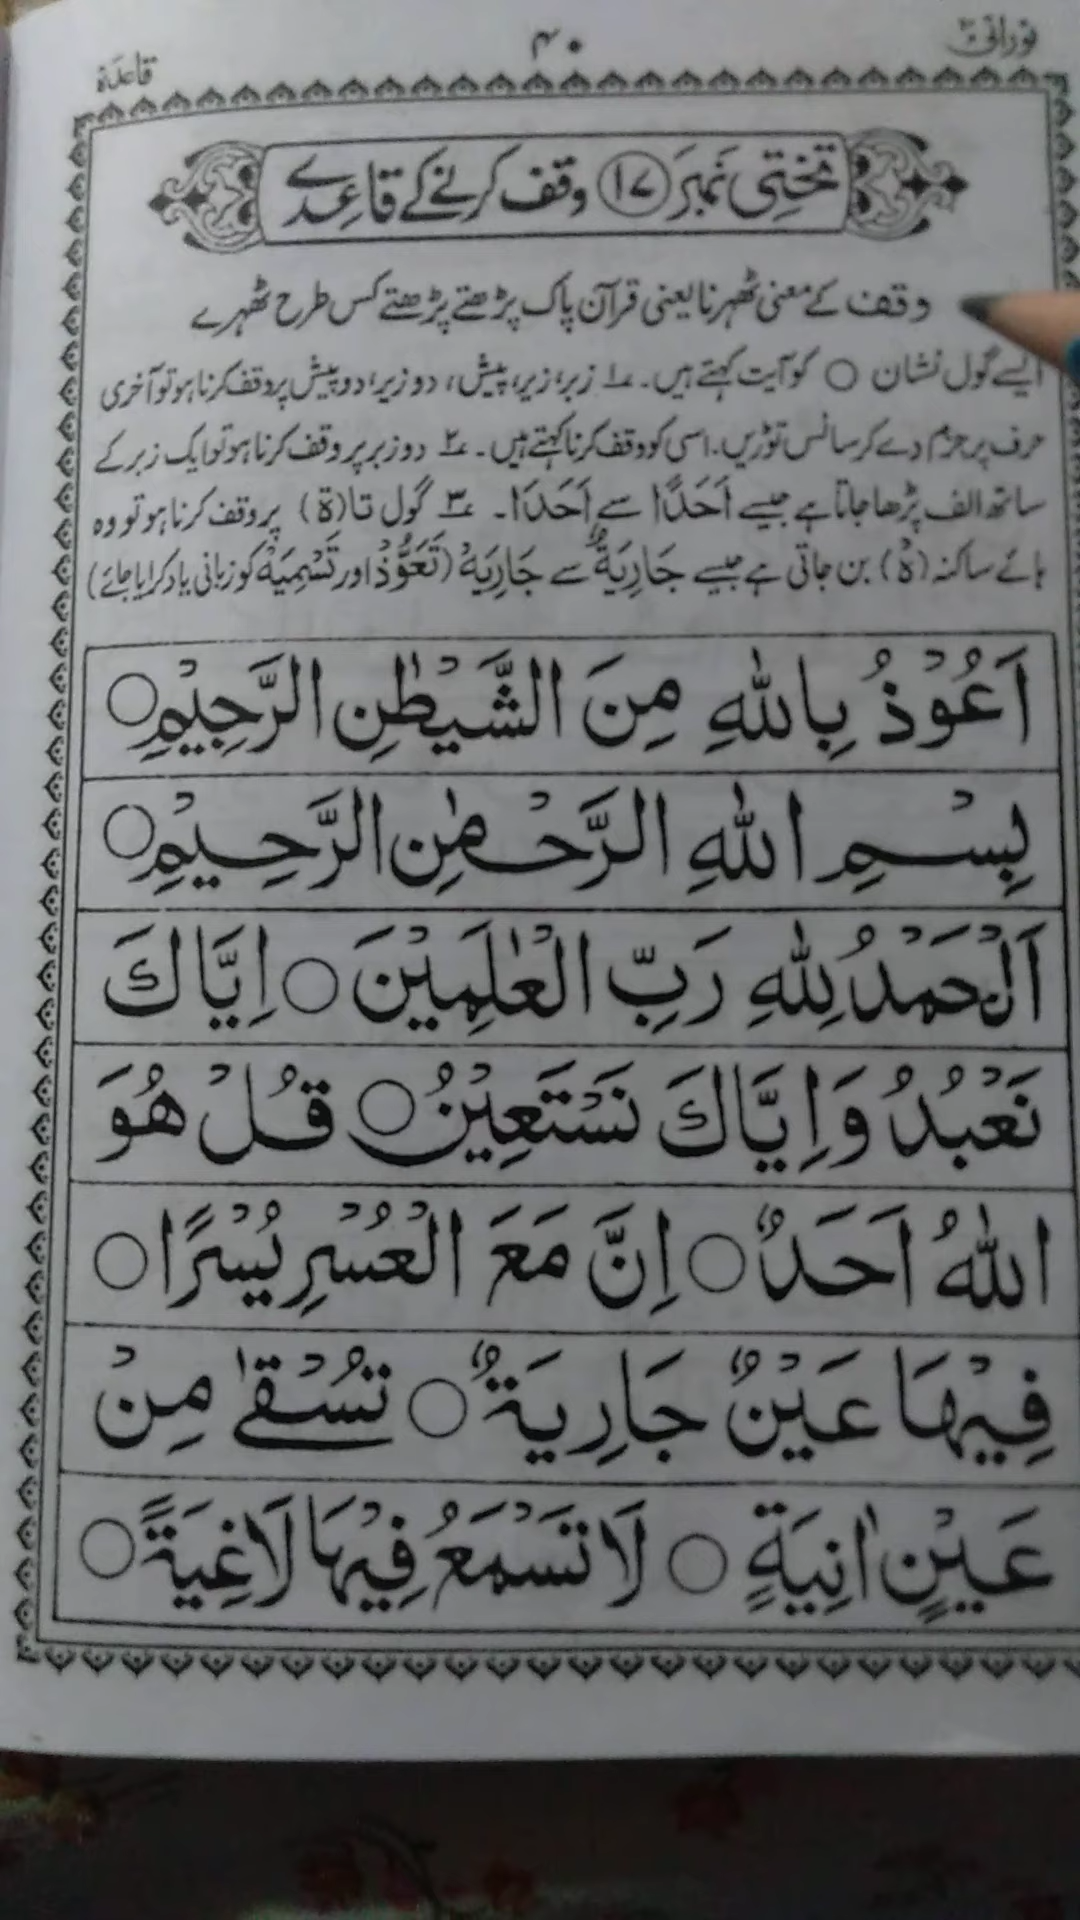 نورانی ۴۰ قاعدہ
تختی نمبر ۱۷ وقف کرنے کے قاعدے
وقف کے معنی ٹھہرنا یعنی قرآن پاک پڑھتے پڑھتے کس طرح ٹھہرے
ایسے گول نشان ○ کو آیت کہتے ہیں۔ ۱؎ زبر، زیر، پیش، دو زیر، دو پیش پر وقف کرنا ہو تو آخری
حرف پر جزم دے کر سانس توڑیں۔ اسی کو وقف کرنا کہتے ہیں۔ ۲؎ دو زبر پر وقف کرنا ہو تو ایک زبر کے
ساتھ الف پڑھا جاتا ہے جیسے اَحَدًا سے اَحَدَا۔ ۳؎ گول تا (ة) پر وقف کرنا ہو تو وہ
ہائے ساکنہ (هْ) بن جاتی ہے جیسے جَارِيَةٌ سے جَارِيَهْ (تَعَوُّذْ اور تَسْمِيَهْ کو زبانی یاد کرایا جائے)
اَعُوْذُ بِاللّٰهِ مِنَ الشَّيْطٰنِ الرَّجِيْمِ ○
بِسْمِ اللّٰهِ الرَّحْمٰنِ الرَّحِيْمِ ○
اَلْحَمْدُ لِلّٰهِ رَبِّ الْعٰلَمِيْنَ ○ اِيَّاكَ
نَعْبُدُ وَاِيَّاكَ نَسْتَعِيْنُ ○ قُلْ هُوَ
اللّٰهُ اَحَدٌ ○ اِنَّ مَعَ الْعُسْرِ يُسْرًا ○
فِيْهَا عَيْنٌ جَارِيَةٌ ○ تُسْقٰى مِنْ
عَيْنٍ اٰنِيَةٍ ○ لَا تَسْمَعُ فِيْهَا لَاغِيَةً ○